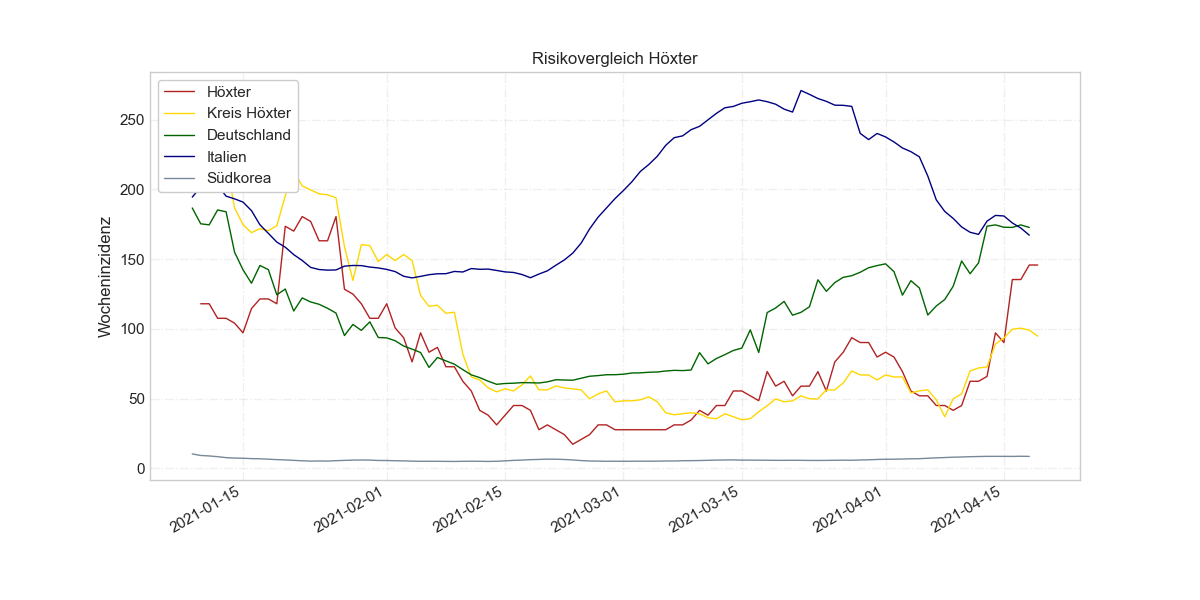 Risikovergleich Höxter
Höxter
Kreis Höxter
Deutschland
Italien
Südkorea
Wocheninzidenz
250
200
150
100
50
0
2021-01-15
2021-02-01
2021-02-15
2021-03-01
2021-03-15
2021-04-01
2021-04-15